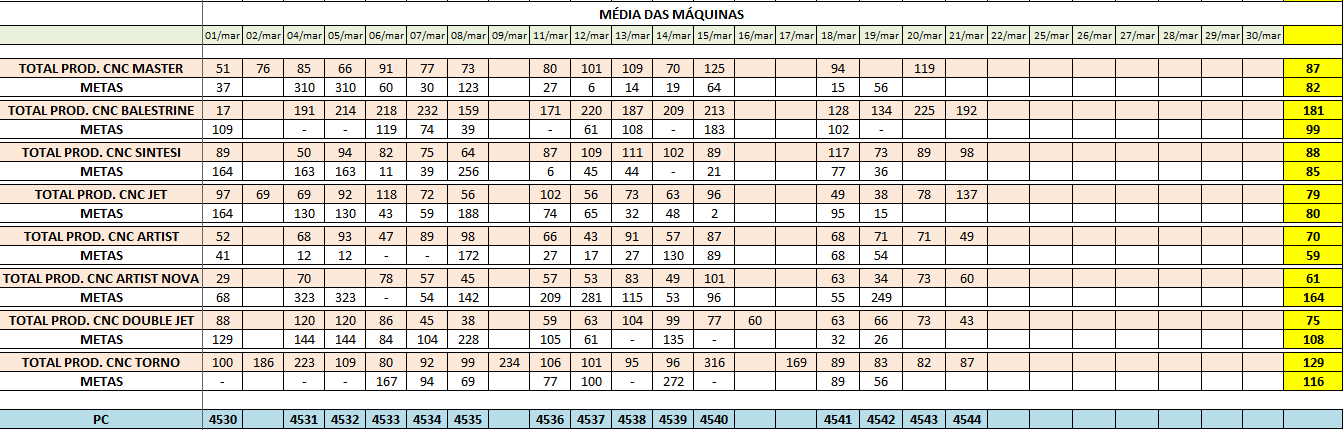 MÉDIA DAS MÁQUINAS
01/mar 02/mar 04/mar 05/mar 06/mar 07/mar 08/mar 09/mar 11/mar 12/mar 13/mar 14/mar 15/mar 16/mar 17/mar 18/mar 19/mar 20/mar 21/mar 22/mar 25/mar 26/mar 27/mar 28/mar 29/mar 30/mar
TOTAL PROD. CNC MASTER 51 76 85 66 91 77 73 80 101 109 70 125 94 119 87
METAS 37 310 310 60 30 123 27 6 14 19 64 15 56 82
TOTAL PROD. CNC BALESTRINE 17 191 214 218 232 159 171 220 187 209 213 128 134 225 192 181
METAS 109 - - 119 74 39 - 61 108 - 183 102 - 99
TOTAL PROD. CNC SINTESI 89 50 94 82 75 64 87 109 111 102 89 117 73 89 98 88
METAS 164 163 163 11 39 256 6 45 44 - 21 77 36 85
TOTAL PROD. CNC JET 97 69 69 92 118 72 56 102 56 73 63 96 49 38 78 137 79
METAS 164 130 130 43 59 188 74 65 32 48 2 95 15 80
TOTAL PROD. CNC ARTIST 52 68 93 47 89 98 66 43 91 57 87 68 71 71 49 70
METAS 41 12 12 - - 172 27 17 27 130 89 68 54 59
TOTAL PROD. CNC ARTIST NOVA 29 70 78 57 45 57 53 83 49 101 63 34 73 60 61
METAS 68 323 323 - 54 142 209 281 115 53 96 55 249 164
TOTAL PROD. CNC DOUBLE JET 88 120 120 86 45 38 59 63 104 99 77 60 63 66 73 43 75
METAS 129 144 144 84 104 228 105 61 - 135 - 32 26 108
TOTAL PROD. CNC TORNO 100 186 223 109 80 92 99 234 106 101 95 96 316 169 89 83 82 87 129
METAS - - - 167 94 69 77 100 - 272 - 89 56 116
PC 4530 4531 4532 4533 4534 4535 4536 4537 4538 4539 4540 4541 4542 4543 4544